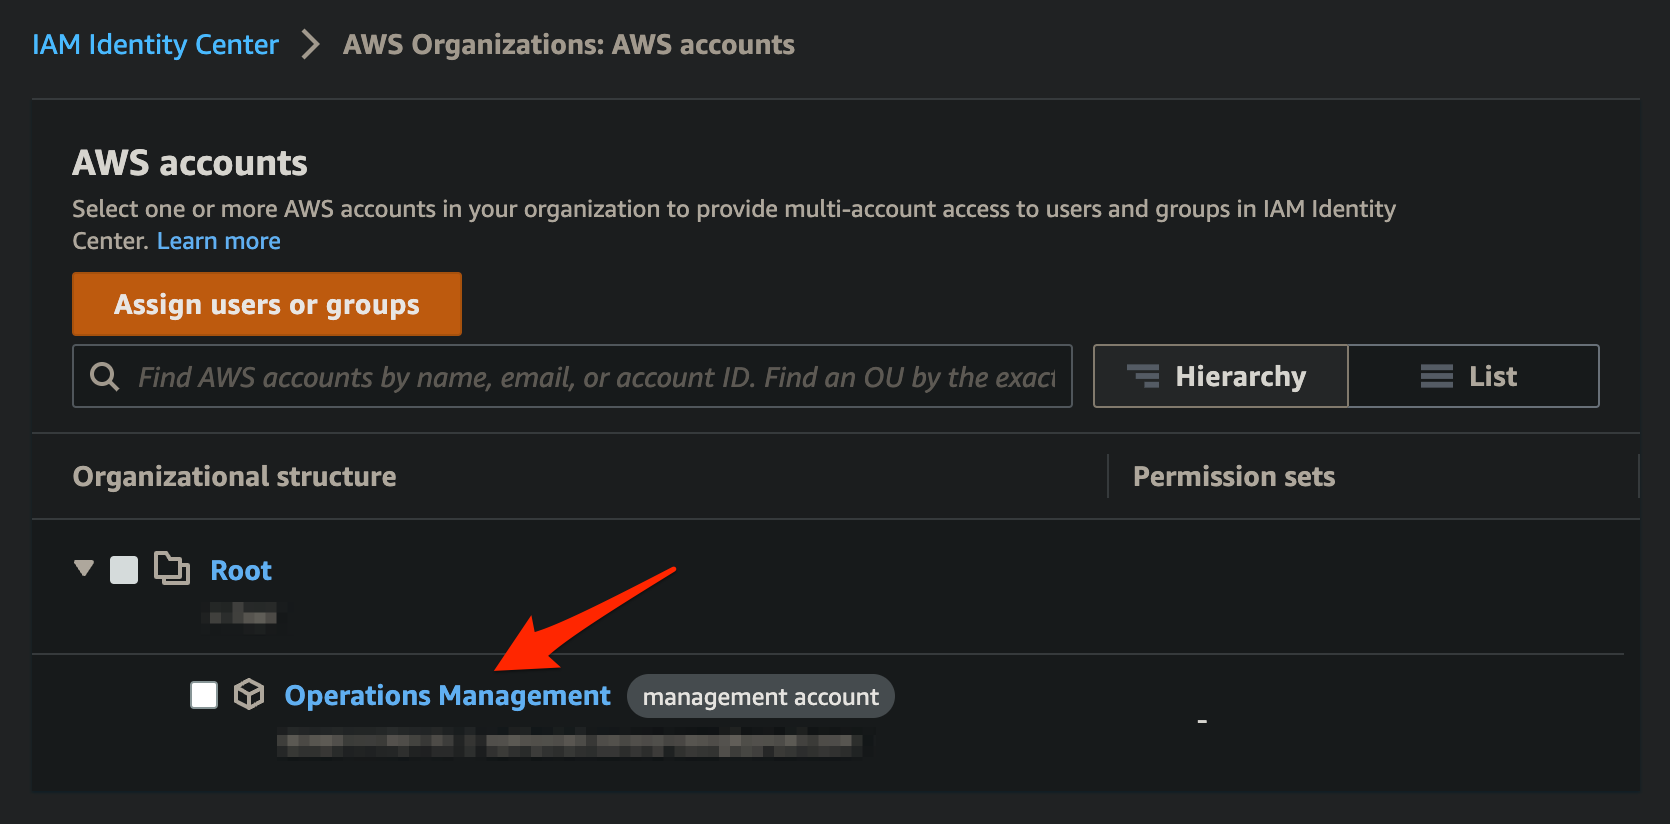 IAM Identity Center > AWS Organizations: AWS accounts
AWS accounts
Select one or more AWS accounts in your organization to provide multi-account access to users and groups in IAM Identity
Center. Learn more
Assign users or groups
Find AWS accounts by name, email, or account ID. Find an OU by the exact
Hierarchy
List
Organizational structure
Permission sets
Root
Operations Management
management account
-